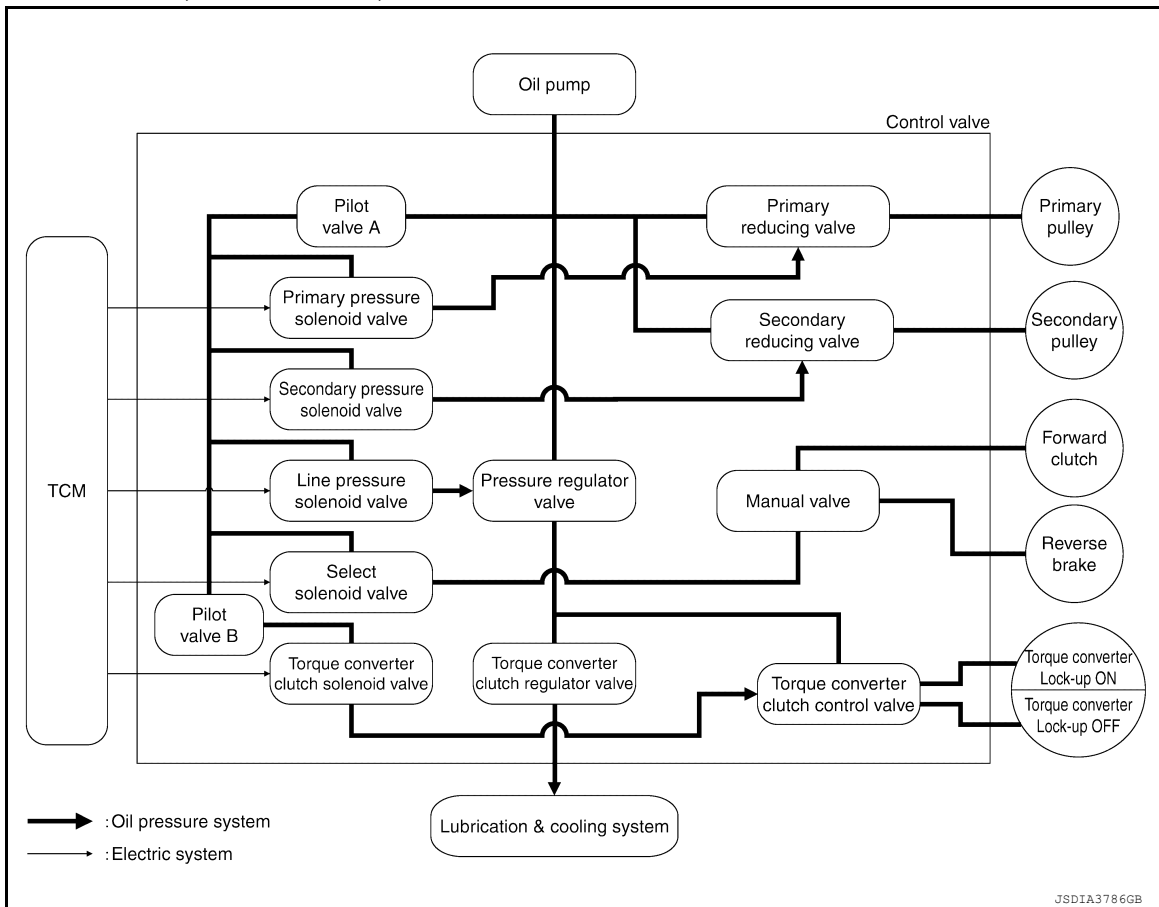 Oil pump
Control valve
Pilot
valve A
Primary
reducing valve
Primary
pulley
Primary pressure
solenoid valve
Secondary
reducing valve
Secondary
pulley
Secondary pressure
solenoid valve
Forward
clutch
TCM
Line pressure
solenoid valve
Pressure regulator
valve
Manual valve
Reverse
brake
Select
solenoid valve
Pilot
valve B
Torque converter
clutch solenoid valve
Torque converter
clutch regulator valve
Torque converter
clutch control valve
Torque converter
Lock-up ON
Torque converter
Lock-up OFF
Lubrication & cooling system
:Oil pressure system
:Electric system
JSDIA3786GB